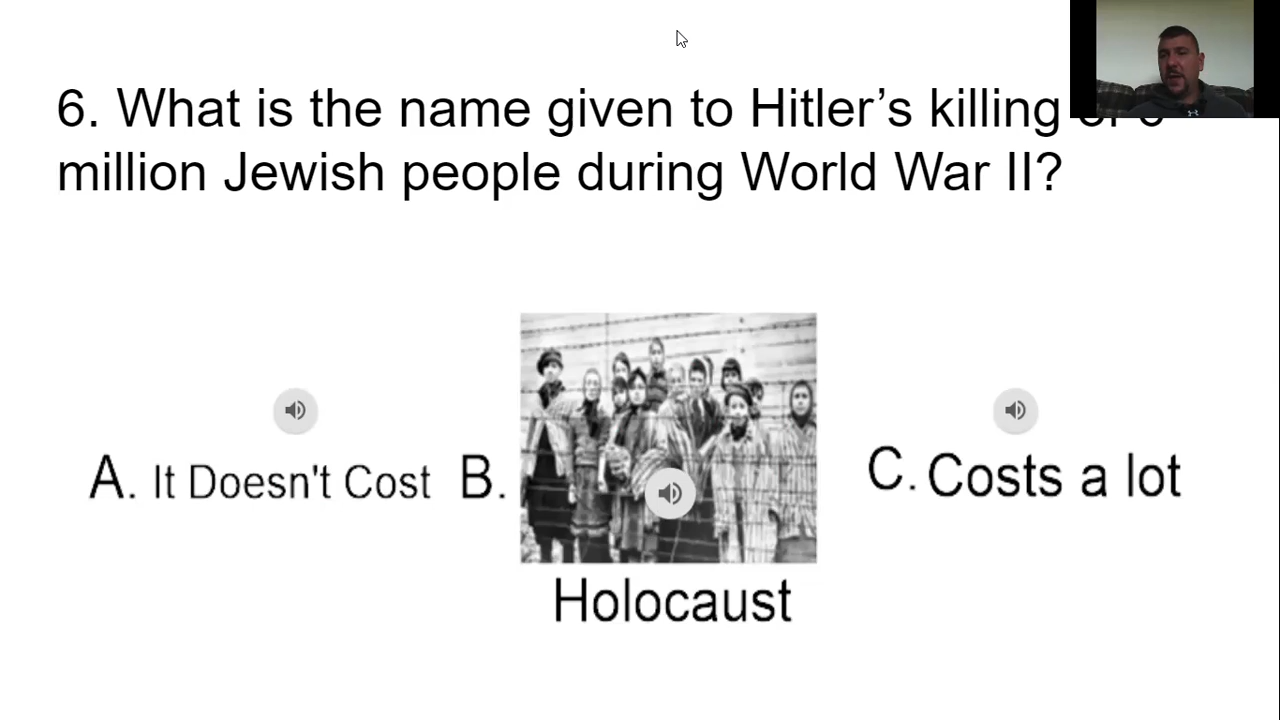 6. What is the name given to Hitler's killing
million Jewish people during World War II?
A. It Doesn't Cost
B.
Holocaust
C. Costs a lot